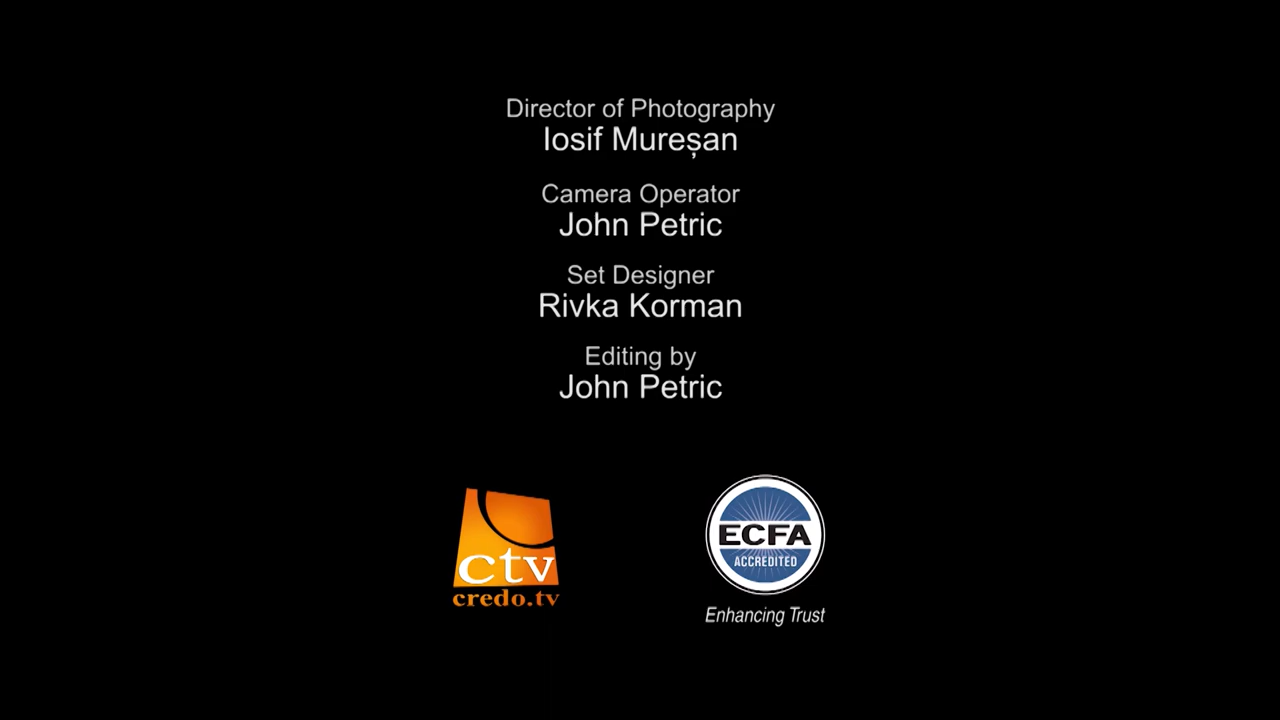 Director of Photography
Iosif Mureșan
Camera Operator
John Petric
Set Designer
Rivka Korman
Editing by
John Petric
ctv
credo.tv
ECFA
ACCREDITED
Enhancing Trust